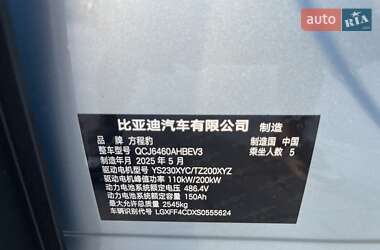 auto RIA
比亚迪汽车有限公司 制造
品牌 方程豹 制造国 中国
整车型号 QCJ6460AHBEV3 乘坐人数 5
制造年月 2025 年 5 月
驱动电机型号 YS230XYC/TZ200XYZ
驱动电机峰值功率 110kW/200kW
动力电池系统额定电压 486.4V
动力电池系统额定容量 150Ah
最大允许总质量 2545kg
车辆识别代号 LGXFF4CDXS0555624